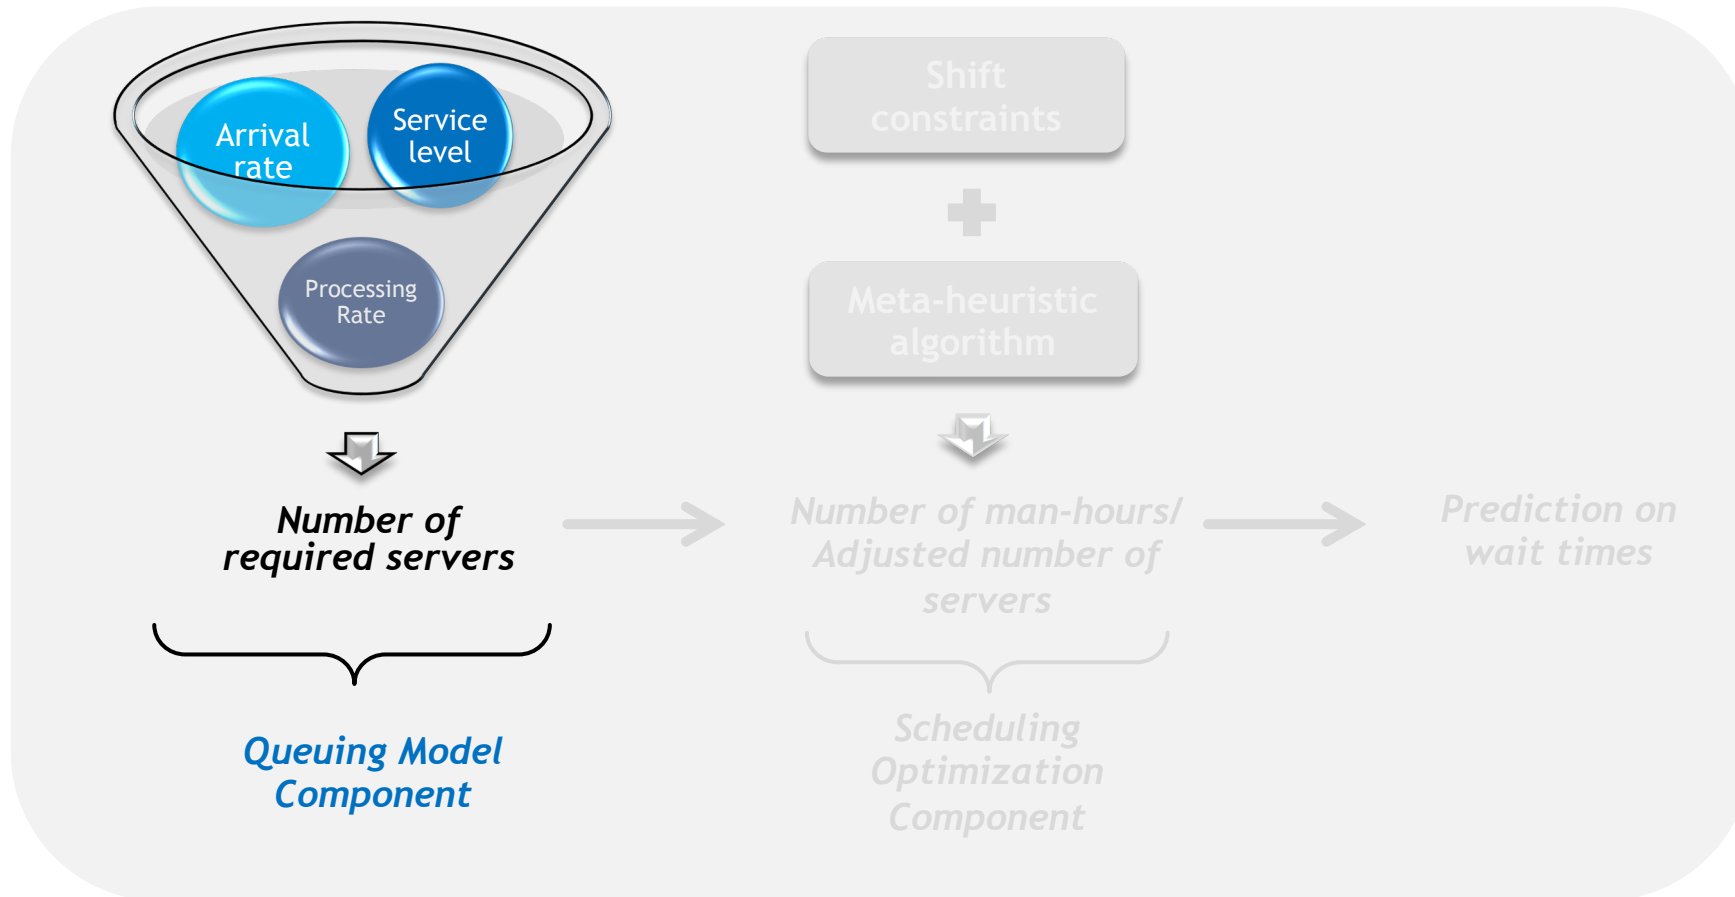 Arrival
rate
Service
level
Processing
Rate
Number of
required servers
Queuing Model
Component
Shift
constraints
Meta-heuristic
algorithm
Number of man-hours/
Adjusted number of
servers
Scheduling
Optimization
Component
Prediction on
wait times